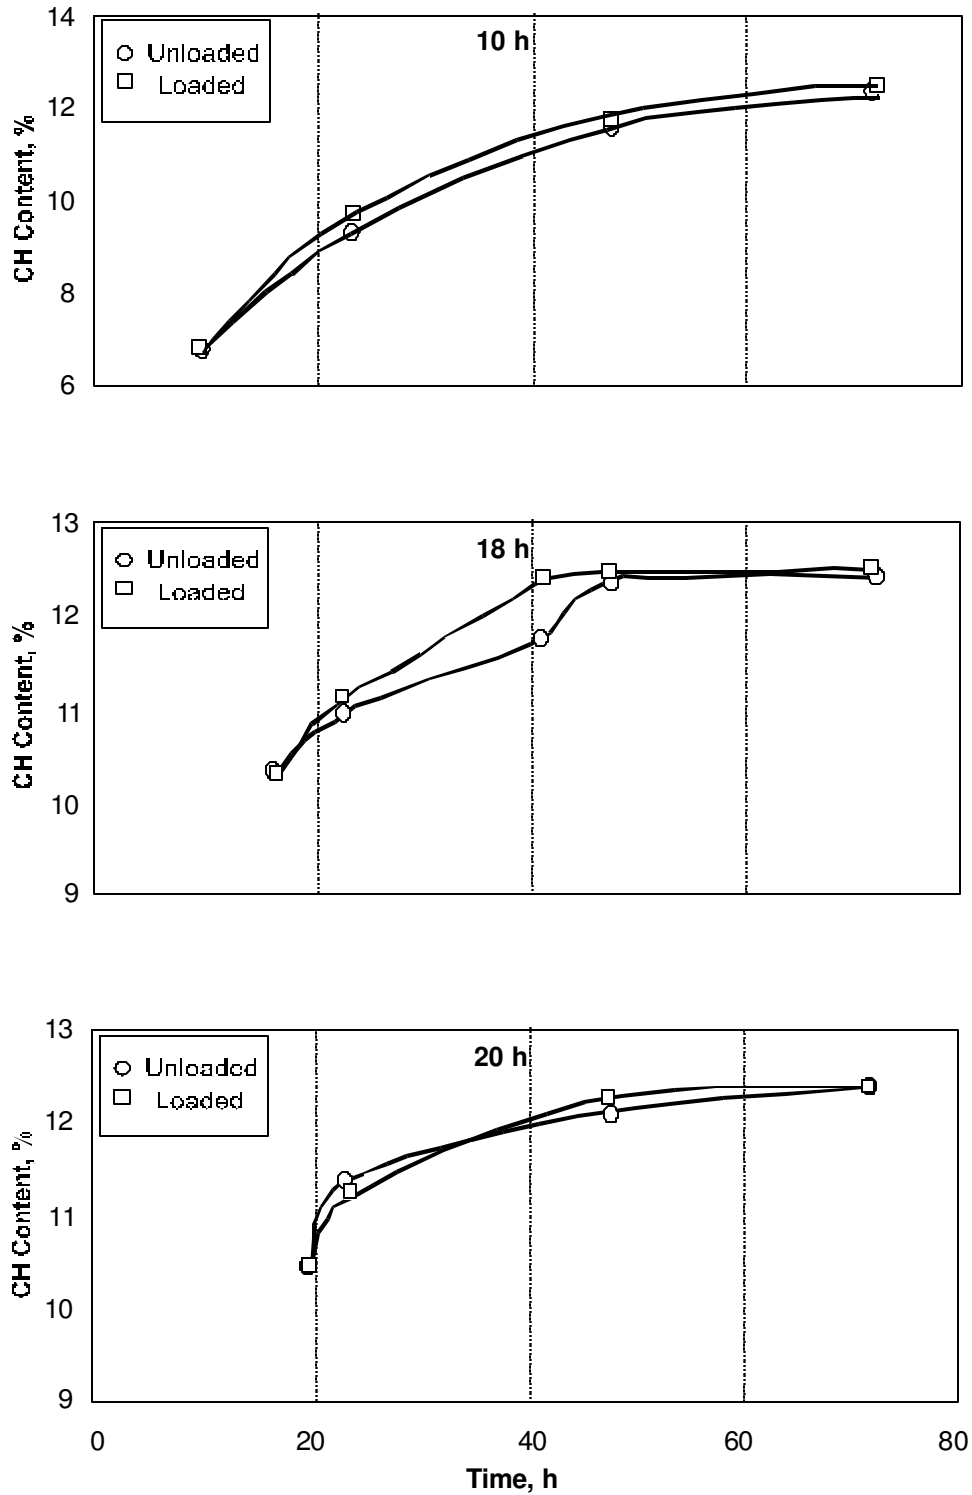 14
10 h
Unloaded
Loaded
12
10
8
6
CH Content, %
13
18 h
Unloaded
Loaded
12
11
10
9
CH Content, %
13
20 h
Unloaded
Loaded
12
11
10
9
CH Content, %
0 20 40 60 80
Time, h